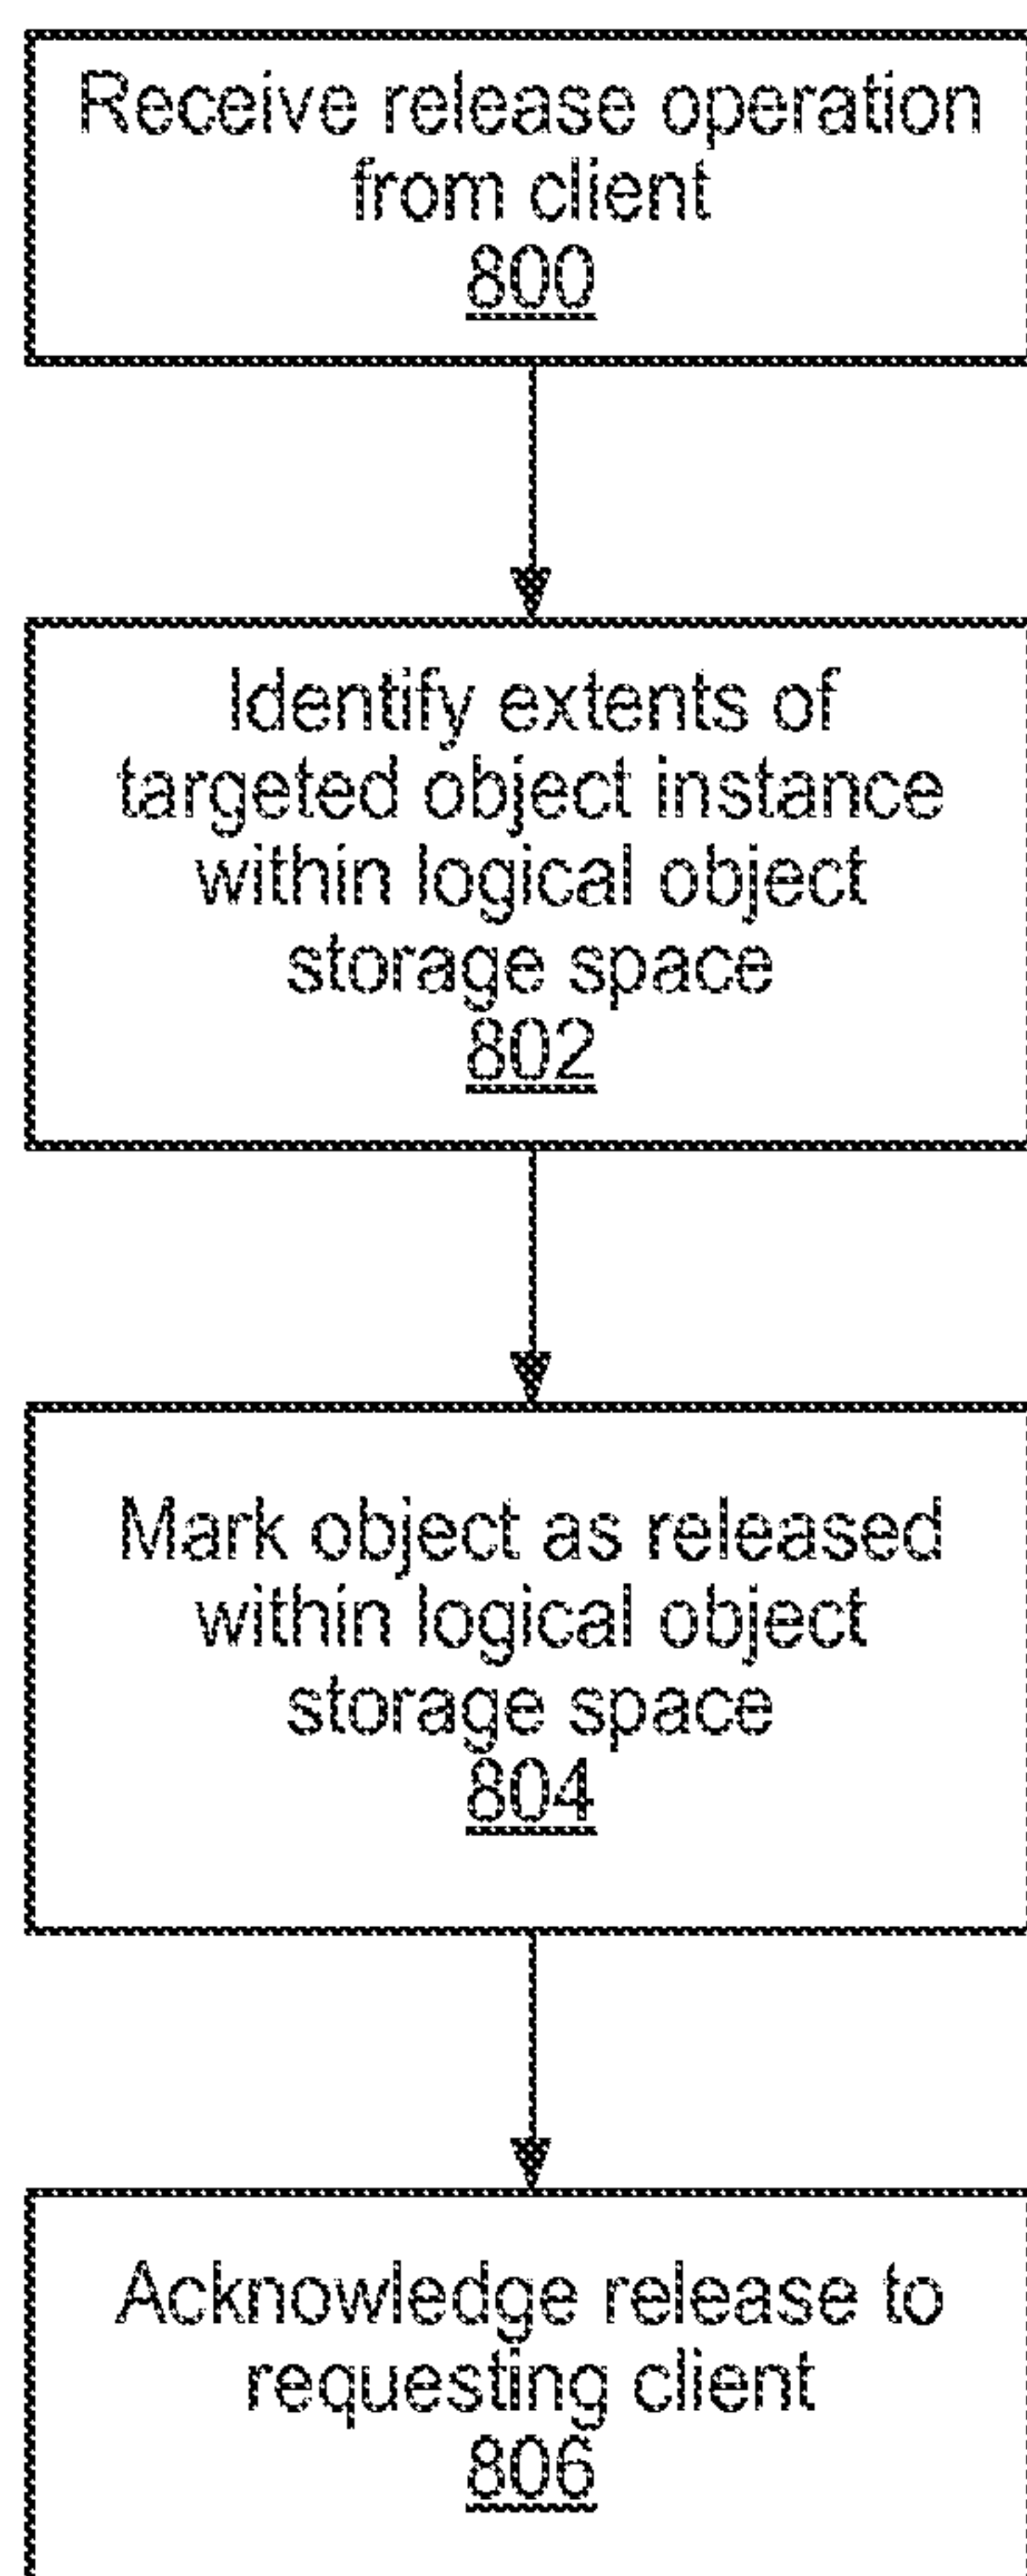 Receive release operation
from client
800
Identify extents of
targeted object instance
within logical object
storage space
802
Mark object as released
within logical object
storage space
804
Acknowledge release to
requesting client
806